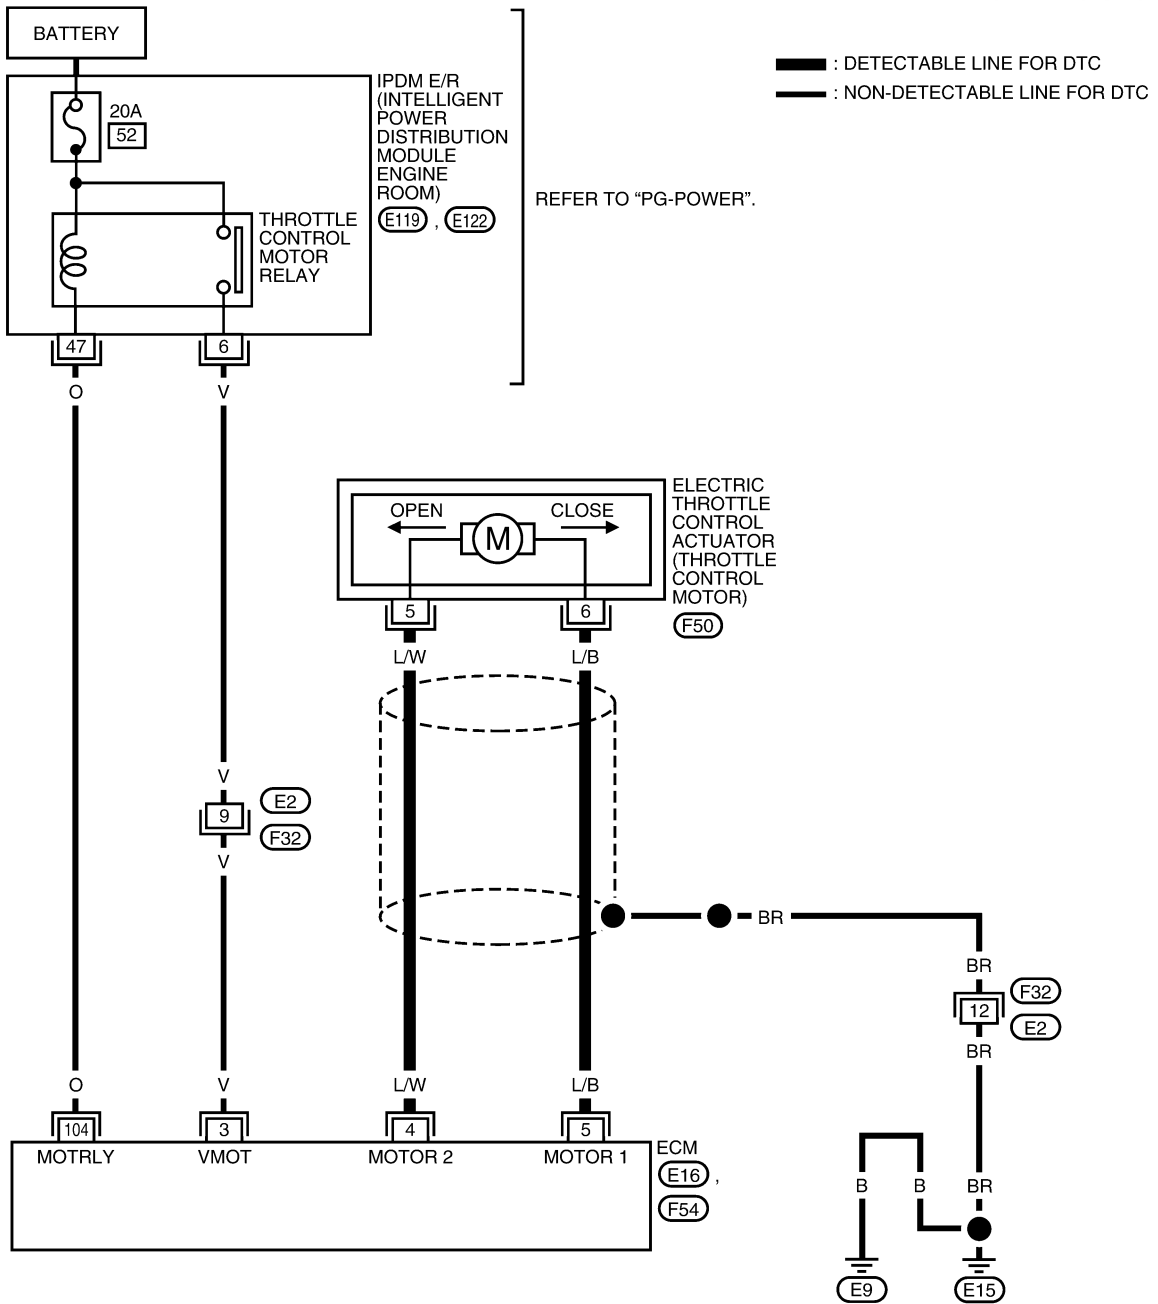 BATTERY
20A
52
IPDM E/R
(INTELLIGENT
POWER
DISTRIBUTION
MODULE
ENGINE
ROOM)
E119 , E122
THROTTLE
CONTROL
MOTOR
RELAY
REFER TO “PG-POWER”.
: DETECTABLE LINE FOR DTC
: NON-DETECTABLE LINE FOR DTC
47
6
O
V
ELECTRIC
THROTTLE
CONTROL
ACTUATOR
(THROTTLE
CONTROL
MOTOR)
F50
OPEN
CLOSE
M
5
6
L/W
L/B
V
9
E2
F32
V
BR
BR
12
F32
E2
BR
O
V
L/W
L/B
104
3
4
5
MOTRLY
VMOT
MOTOR 2
MOTOR 1
ECM
E16 ,
F54
B
B
BR
E9
E15